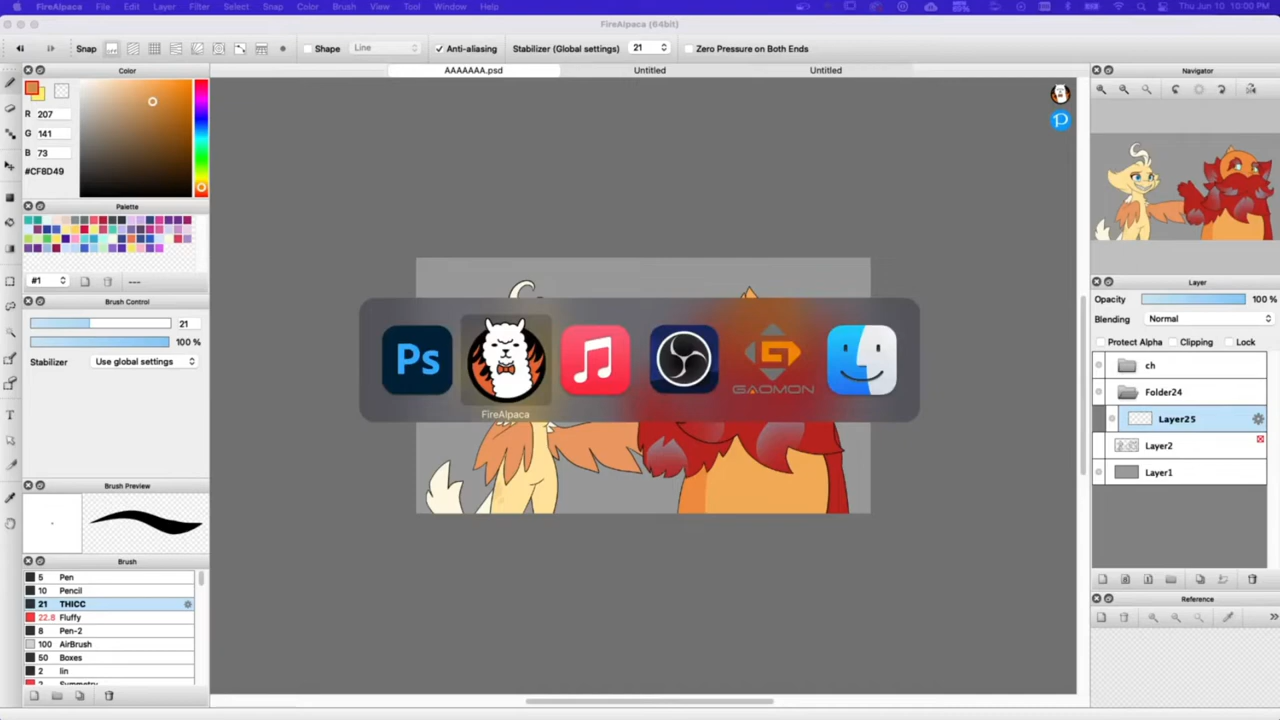 FireAlpaca File Edit Layer Filter Select Snap Color Brush View Tool Window Help Thu Jun 10 10:00 PM
FireAlpaca (64bit)
Snap Shape Line Anti-aliasing Stabilizer (Global settings) 21 Zero Pressure on Both Ends
AAAAAAA.psd Untitled Untitled
Color
R 207
G 141
B 73
#CF8D49
Palette
#1 ---
Brush Control
21
100 %
Stabilizer Use global settings
Brush Preview
Brush
5 Pen
10 Pencil
21 THICC
22.8 Fluffy
8 Pen-2
100 AirBrush
50 Boxes
2 lin
Symmetry
Ps
GAOMON
FireAlpaca
Navigator
Layer
Opacity 100 %
Blending Normal
Protect Alpha Clipping Lock
ch
Folder24
Layer25
Layer2
Layer1
Reference